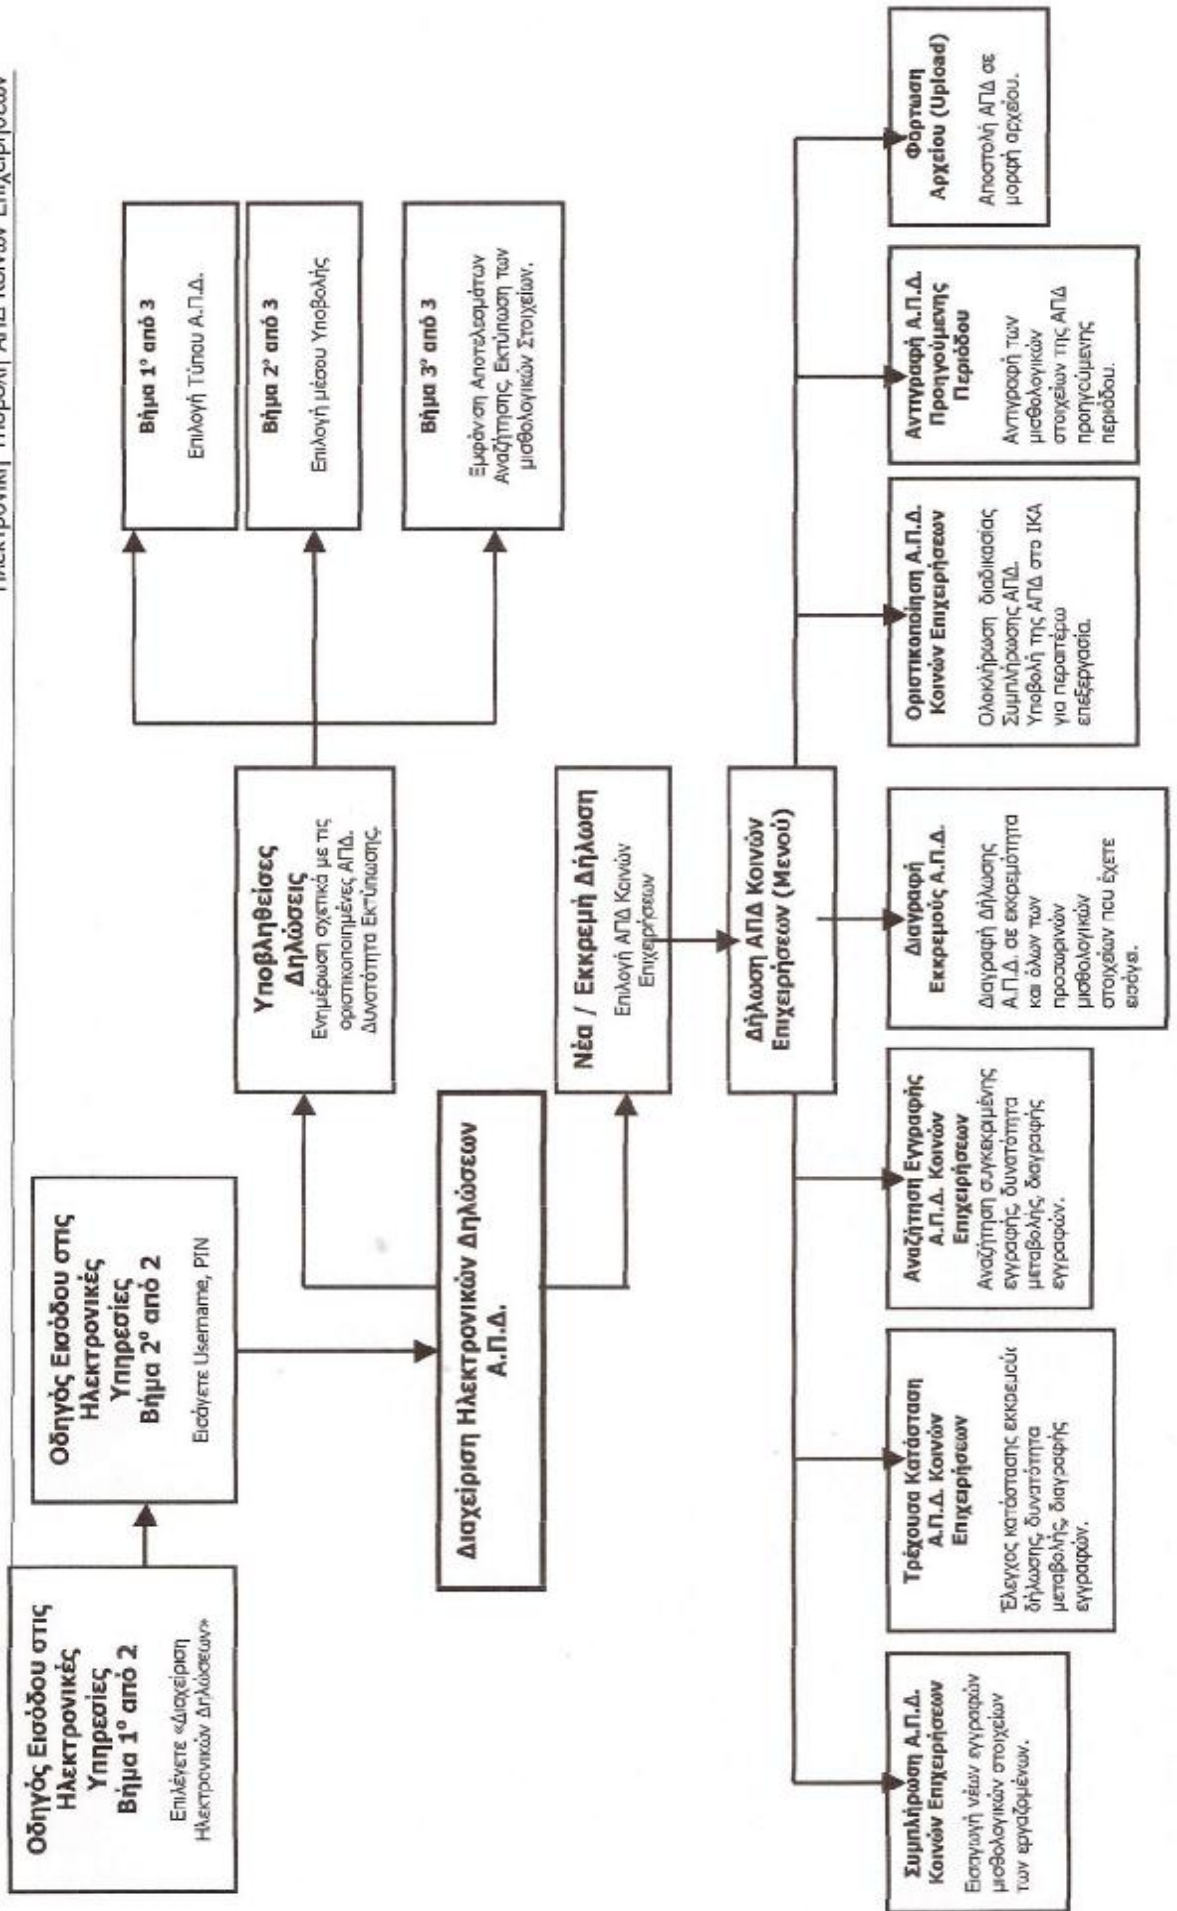 Ηλεκτρονική Υποβολή ΑΠΔ Κοινών Επιχειρήσεων
Οδηγός Εισόδου στις
Ηλεκτρονικές
Υπηρεσίες
Βήμα 1ο από 2
Επιλέγετε «Διαχείριση
Ηλεκτρονικών Δηλώσεων»
Οδηγός Εισόδου στις
Ηλεκτρονικές
Υπηρεσίες
Βήμα 2ο από 2
Εισάγετε Username, PIN
Διαχείριση Ηλεκτρονικών Δηλώσεων
Α.Π.Δ.
Υποβληθείσες
Δηλώσεις
Ενημέρωση σχετικά με τις
οριστικοποιημένες ΑΠΔ.
Δυνατότητα Εκτύπωσης.
Βήμα 1ο από 3
Επιλογή Τύπου Α.Π.Δ.
Βήμα 2ο από 3
Επιλογή μέσου Υποβολής
Βήμα 3ο από 3
Εμφάνιση Αποτελεσμάτων
Αναζήτησης, Εκτύπωση των
μισθολογικών Στοιχείων.
Νέα / Εκκρεμή Δήλωση
Επιλογή ΑΠΔ Κοινών
Επιχειρήσεων
Δήλωση ΑΠΔ Κοινών
Επιχειρήσεων (Μενού)
Συμπλήρωση Α.Π.Δ.
Κοινών Επιχειρήσεων
Εισαγωγή νέων εγγραφών
μισθολογικών στοιχείων
των εργαζομένων.
Τρέχουσα Κατάσταση
Α.Π.Δ. Κοινών
Επιχειρήσεων
Έλεγχος κατάστασης εκκρεμούς
δήλωσης, δυνατότητα
μεταβολής, διαγραφής
εγγραφών.
Αναζήτηση Εγγραφής
Α.Π.Δ. Κοινών
Επιχειρήσεων
Αναζήτηση συγκεκριμένης
εγγραφής, δυνατότητα
μεταβολής, διαγραφής
εγγραφών.
Διαγραφή
Εκκρεμούς Α.Π.Δ.
Διαγραφή Δήλωσης
Α.Π.Δ. σε εκκρεμότητα
και όλων των
προσωρινών
μισθολογικών
στοιχείων που έχετε
εισάγει.
Οριστικοποίηση Α.Π.Δ.
Κοινών Επιχειρήσεων
Ολοκλήρωση διαδικασίας
Συμπλήρωσης ΑΠΔ.
Υποβολή της ΑΠΔ στο ΙΚΑ
για περαιτέρω
επεξεργασία.
Αντιγραφή Α.Π.Δ.
Προηγούμενης
Περιόδου
Αντιγραφή των
μισθολογικών
στοιχείων της ΑΠΔ
προηγούμενης
περιόδου.
Φόρτωση
Αρχείου (Upload)
Αποστολή ΑΠΔ σε
μορφή αρχείου.